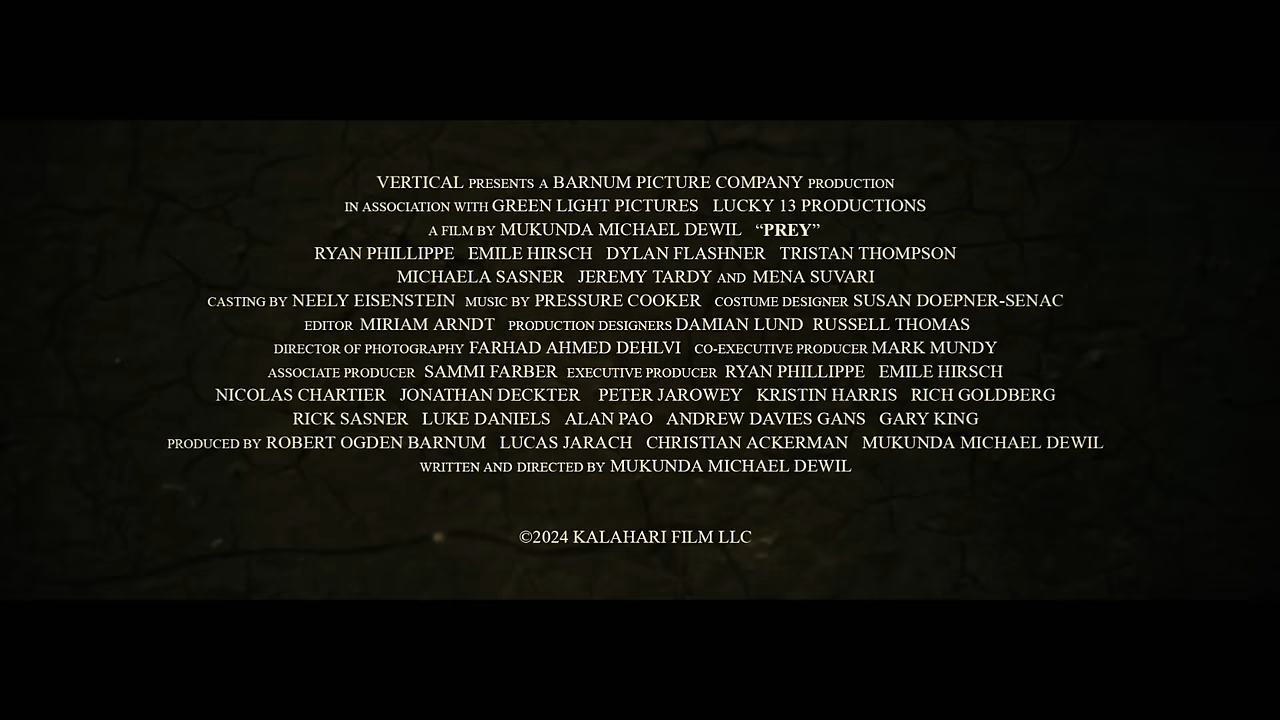 VERTICAL PRESENTS A BARNUM PICTURE COMPANY PRODUCTION
IN ASSOCIATION WITH GREEN LIGHT PICTURES LUCKY 13 PRODUCTIONS
A FILM BY MUKUNDA MICHAEL DEWIL “PREY”
RYAN PHILLIPPE EMILE HIRSCH DYLAN FLASHNER TRISTAN THOMPSON
MICHAELA SASNER JEREMY TARDY AND MENA SUVARI
CASTING BY NEELY EISENSTEIN MUSIC BY PRESSURE COOKER COSTUME DESIGNER SUSAN DOEPNER-SENAC
EDITOR MIRIAM ARNDT PRODUCTION DESIGNERS DAMIAN LUND RUSSELL THOMAS
DIRECTOR OF PHOTOGRAPHY FARHAD AHMED DEHLVI CO-EXECUTIVE PRODUCER MARK MUNDY
ASSOCIATE PRODUCER SAMMI FARBER EXECUTIVE PRODUCER RYAN PHILLIPPE EMILE HIRSCH
NICOLAS CHARTIER JONATHAN DECKTER PETER JAROWEY KRISTIN HARRIS RICH GOLDBERG
RICK SASNER LUKE DANIELS ALAN PAO ANDREW DAVIES GANS GARY KING
PRODUCED BY ROBERT OGDEN BARNUM LUCAS JARACH CHRISTIAN ACKERMAN MUKUNDA MICHAEL DEWIL
WRITTEN AND DIRECTED BY MUKUNDA MICHAEL DEWIL
©2024 KALAHARI FILM LLC